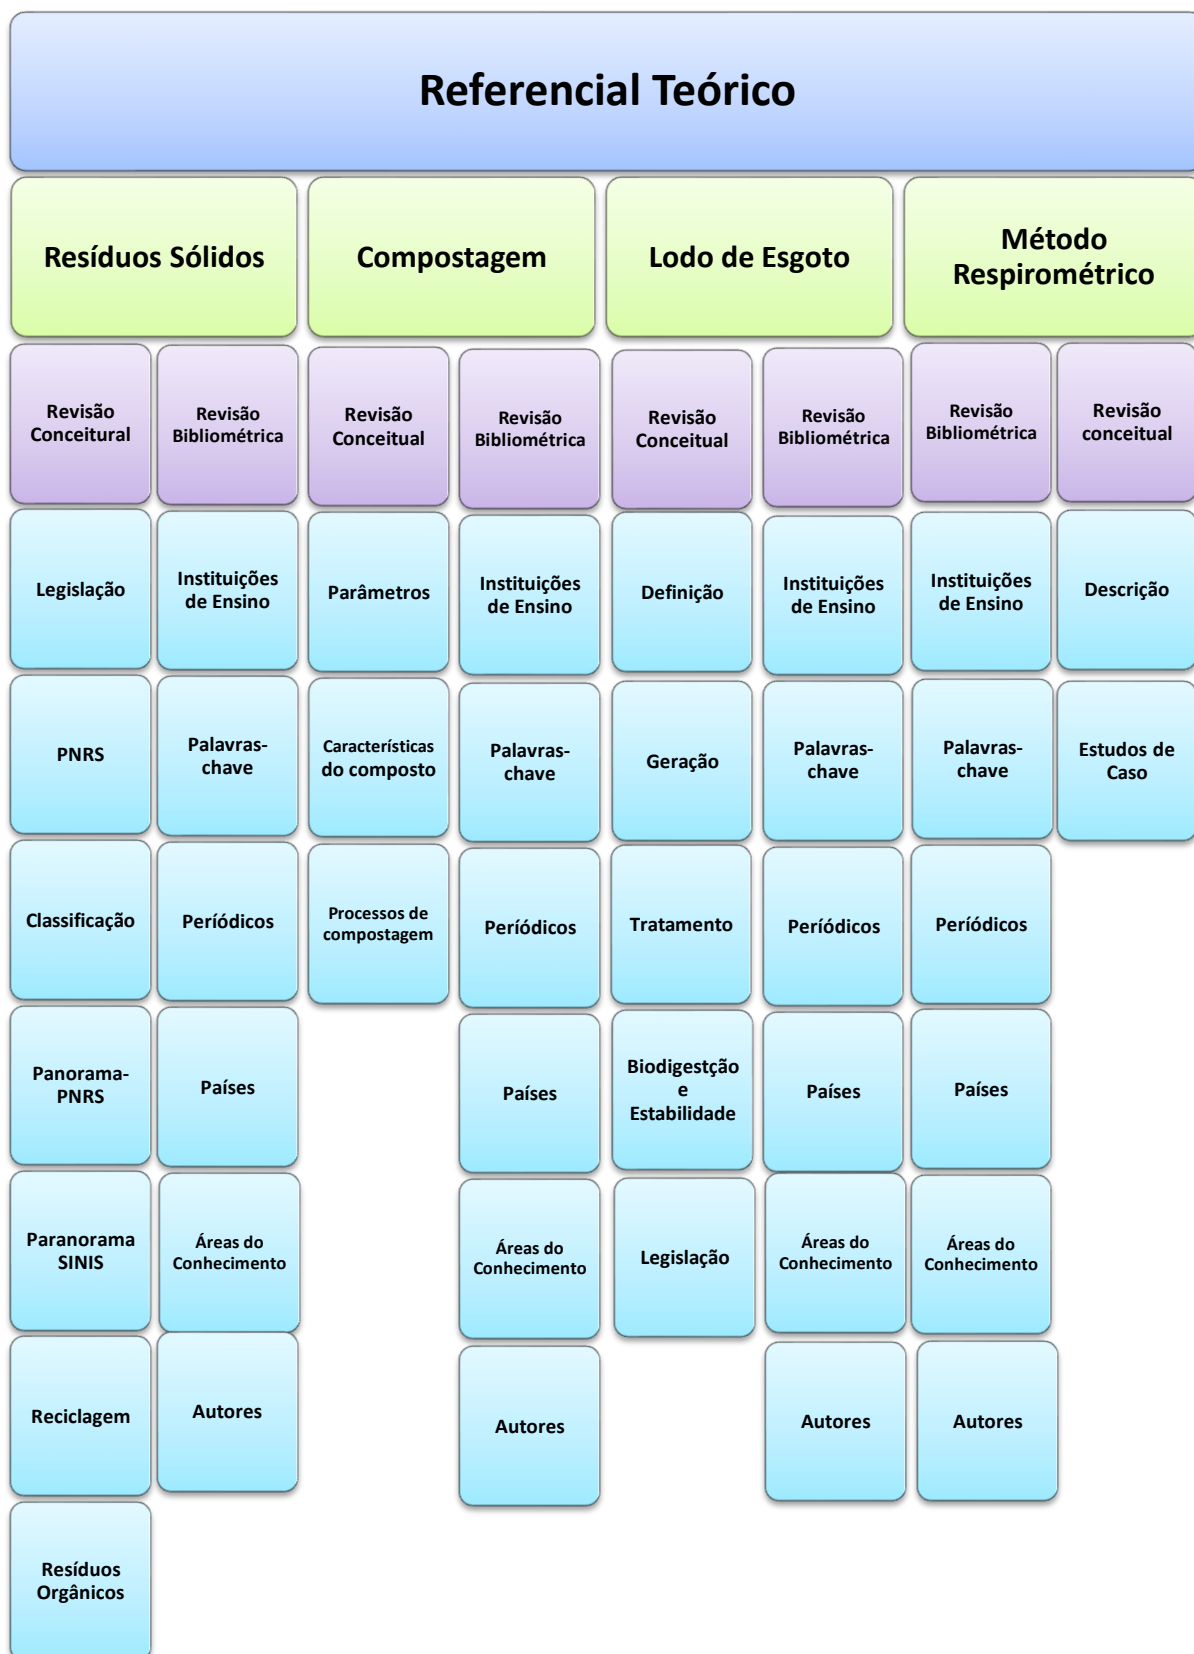 Referencial Teórico
Resíduos Sólidos
Compostagem
Lodo de Esgoto
Método
Respirométrico
Revisão
Conceitural
Revisão
Bibliométrica
Revisão
Conceitual
Revisão
Bibliométrica
Revisão
Conceitual
Revisão
Bibliométrica
Revisão
Bibliométrica
Revisão
conceitual
Legislação
Instituições
de Ensino
Parâmetros
Instituições
de Ensino
Definição
Instituições
de Ensino
Instituições
de Ensino
Descrição
PNRS
Palavras-
chave
Características
do composto
Palavras-
chave
Geração
Palavras-
chave
Palavras-
chave
Estudos de
Caso
Classificação
Períódicos
Processos de
compostagem
Períódicos
Tratamento
Períódicos
Períódicos
Panorama-
PNRS
Países
Países
Biodigestção
e
Estabilidade
Países
Países
Paranorama
SINIS
Áreas do
Conhecimento
Áreas do
Conhecimento
Legislação
Áreas do
Conhecimento
Áreas do
Conhecimento
Reciclagem
Autores
Autores
Autores
Autores
Resíduos
Orgânicos